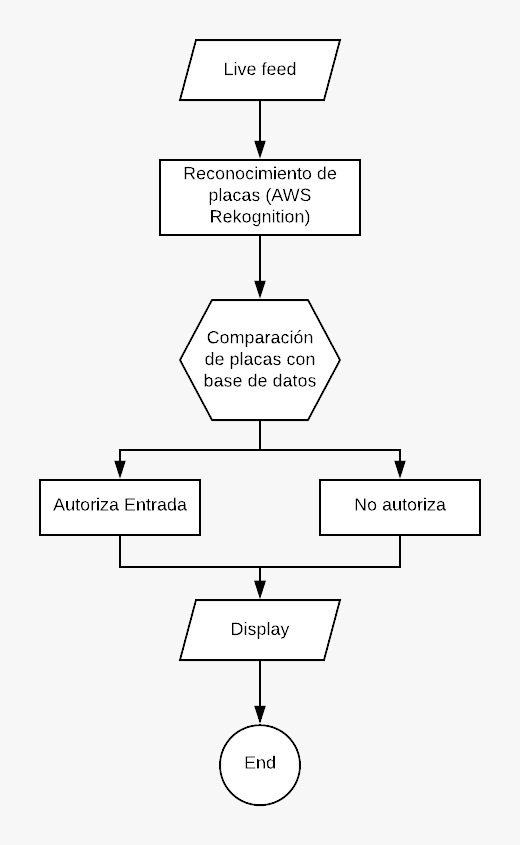 Live feed
Reconocimiento de
placas (AWS
Rekognition)
Comparación
de placas con
base de datos
Autoriza Entrada
No autoriza
Display
End